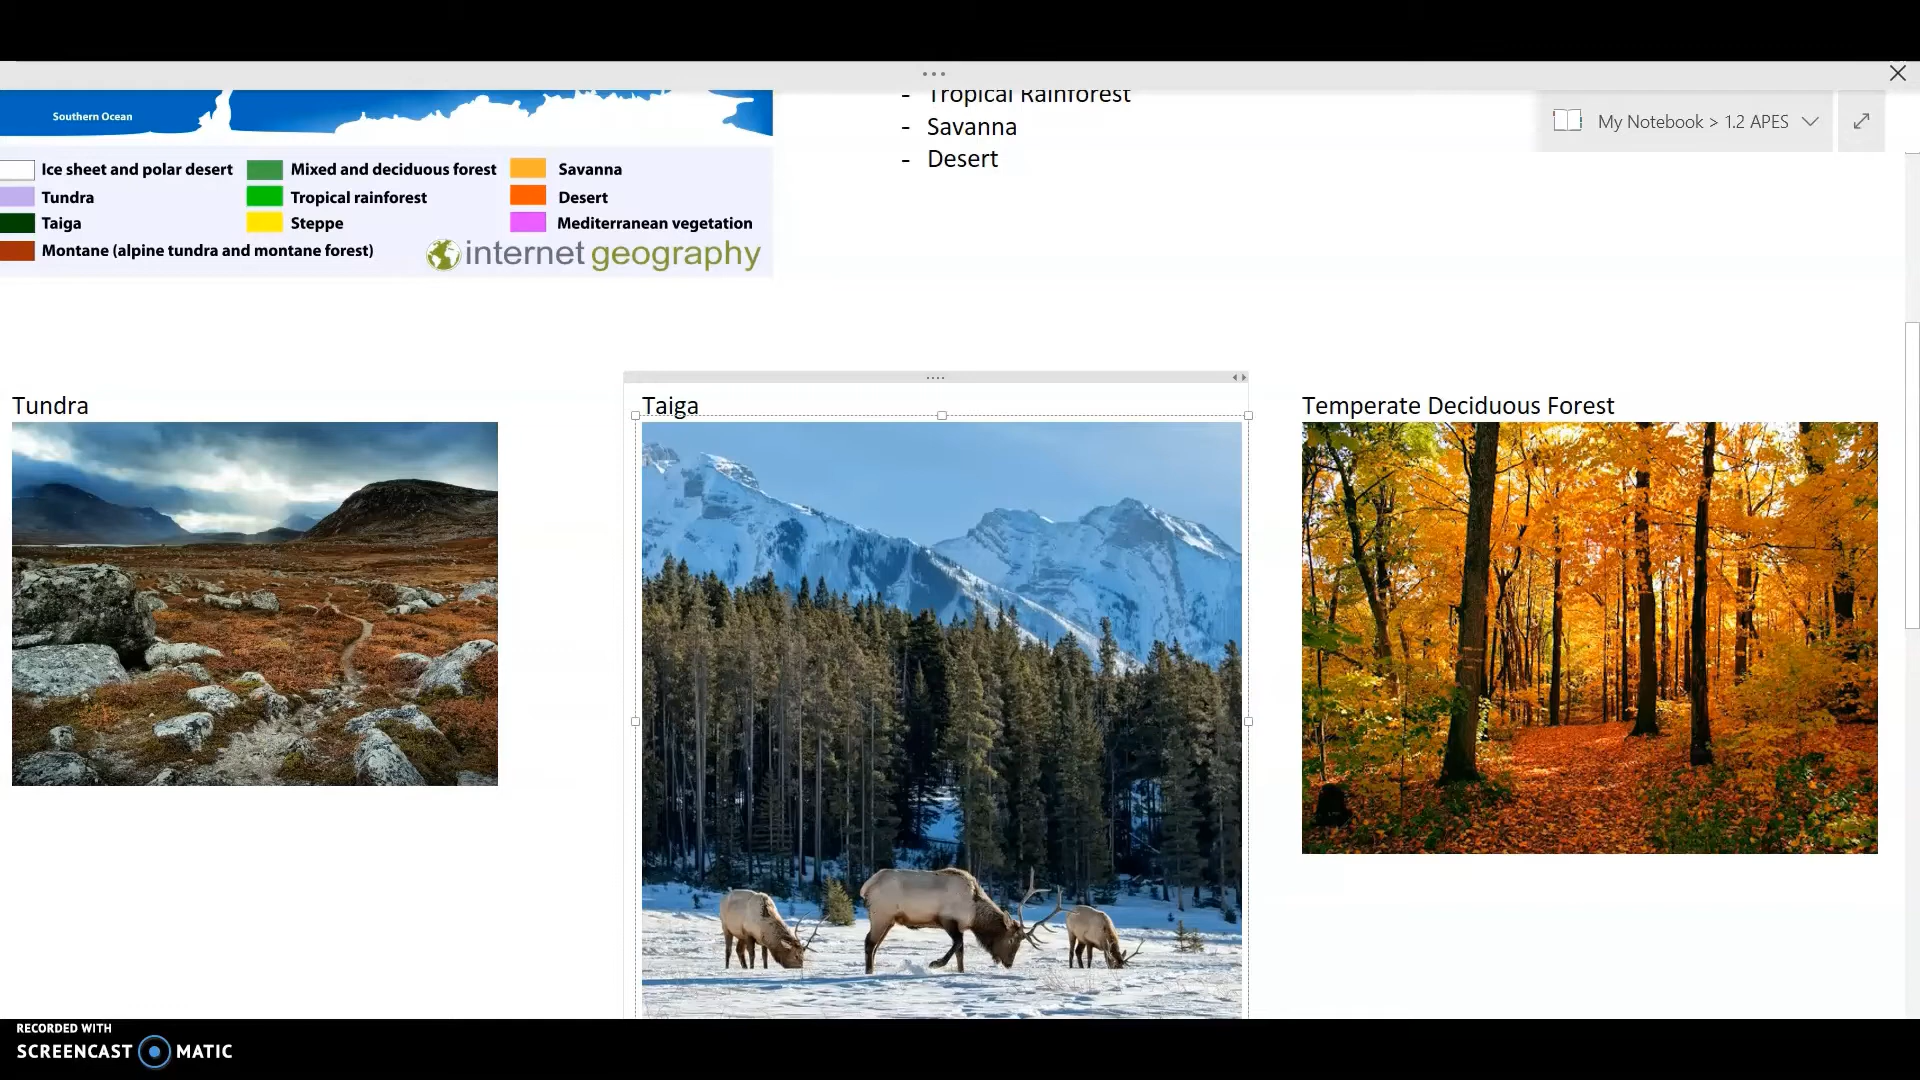 - Tropical Rainforest
- Savanna
- Desert
My Notebook > 1.2 APES
Southern Ocean
Ice sheet and polar desert
Mixed and deciduous forest
Savanna
Tundra
Tropical rainforest
Desert
Taiga
Steppe
Mediterranean vegetation
Montane (alpine tundra and montane forest)
internet geography
Tundra
Taiga
Temperate Deciduous Forest
RECORDED WITH
SCREENCAST MATIC